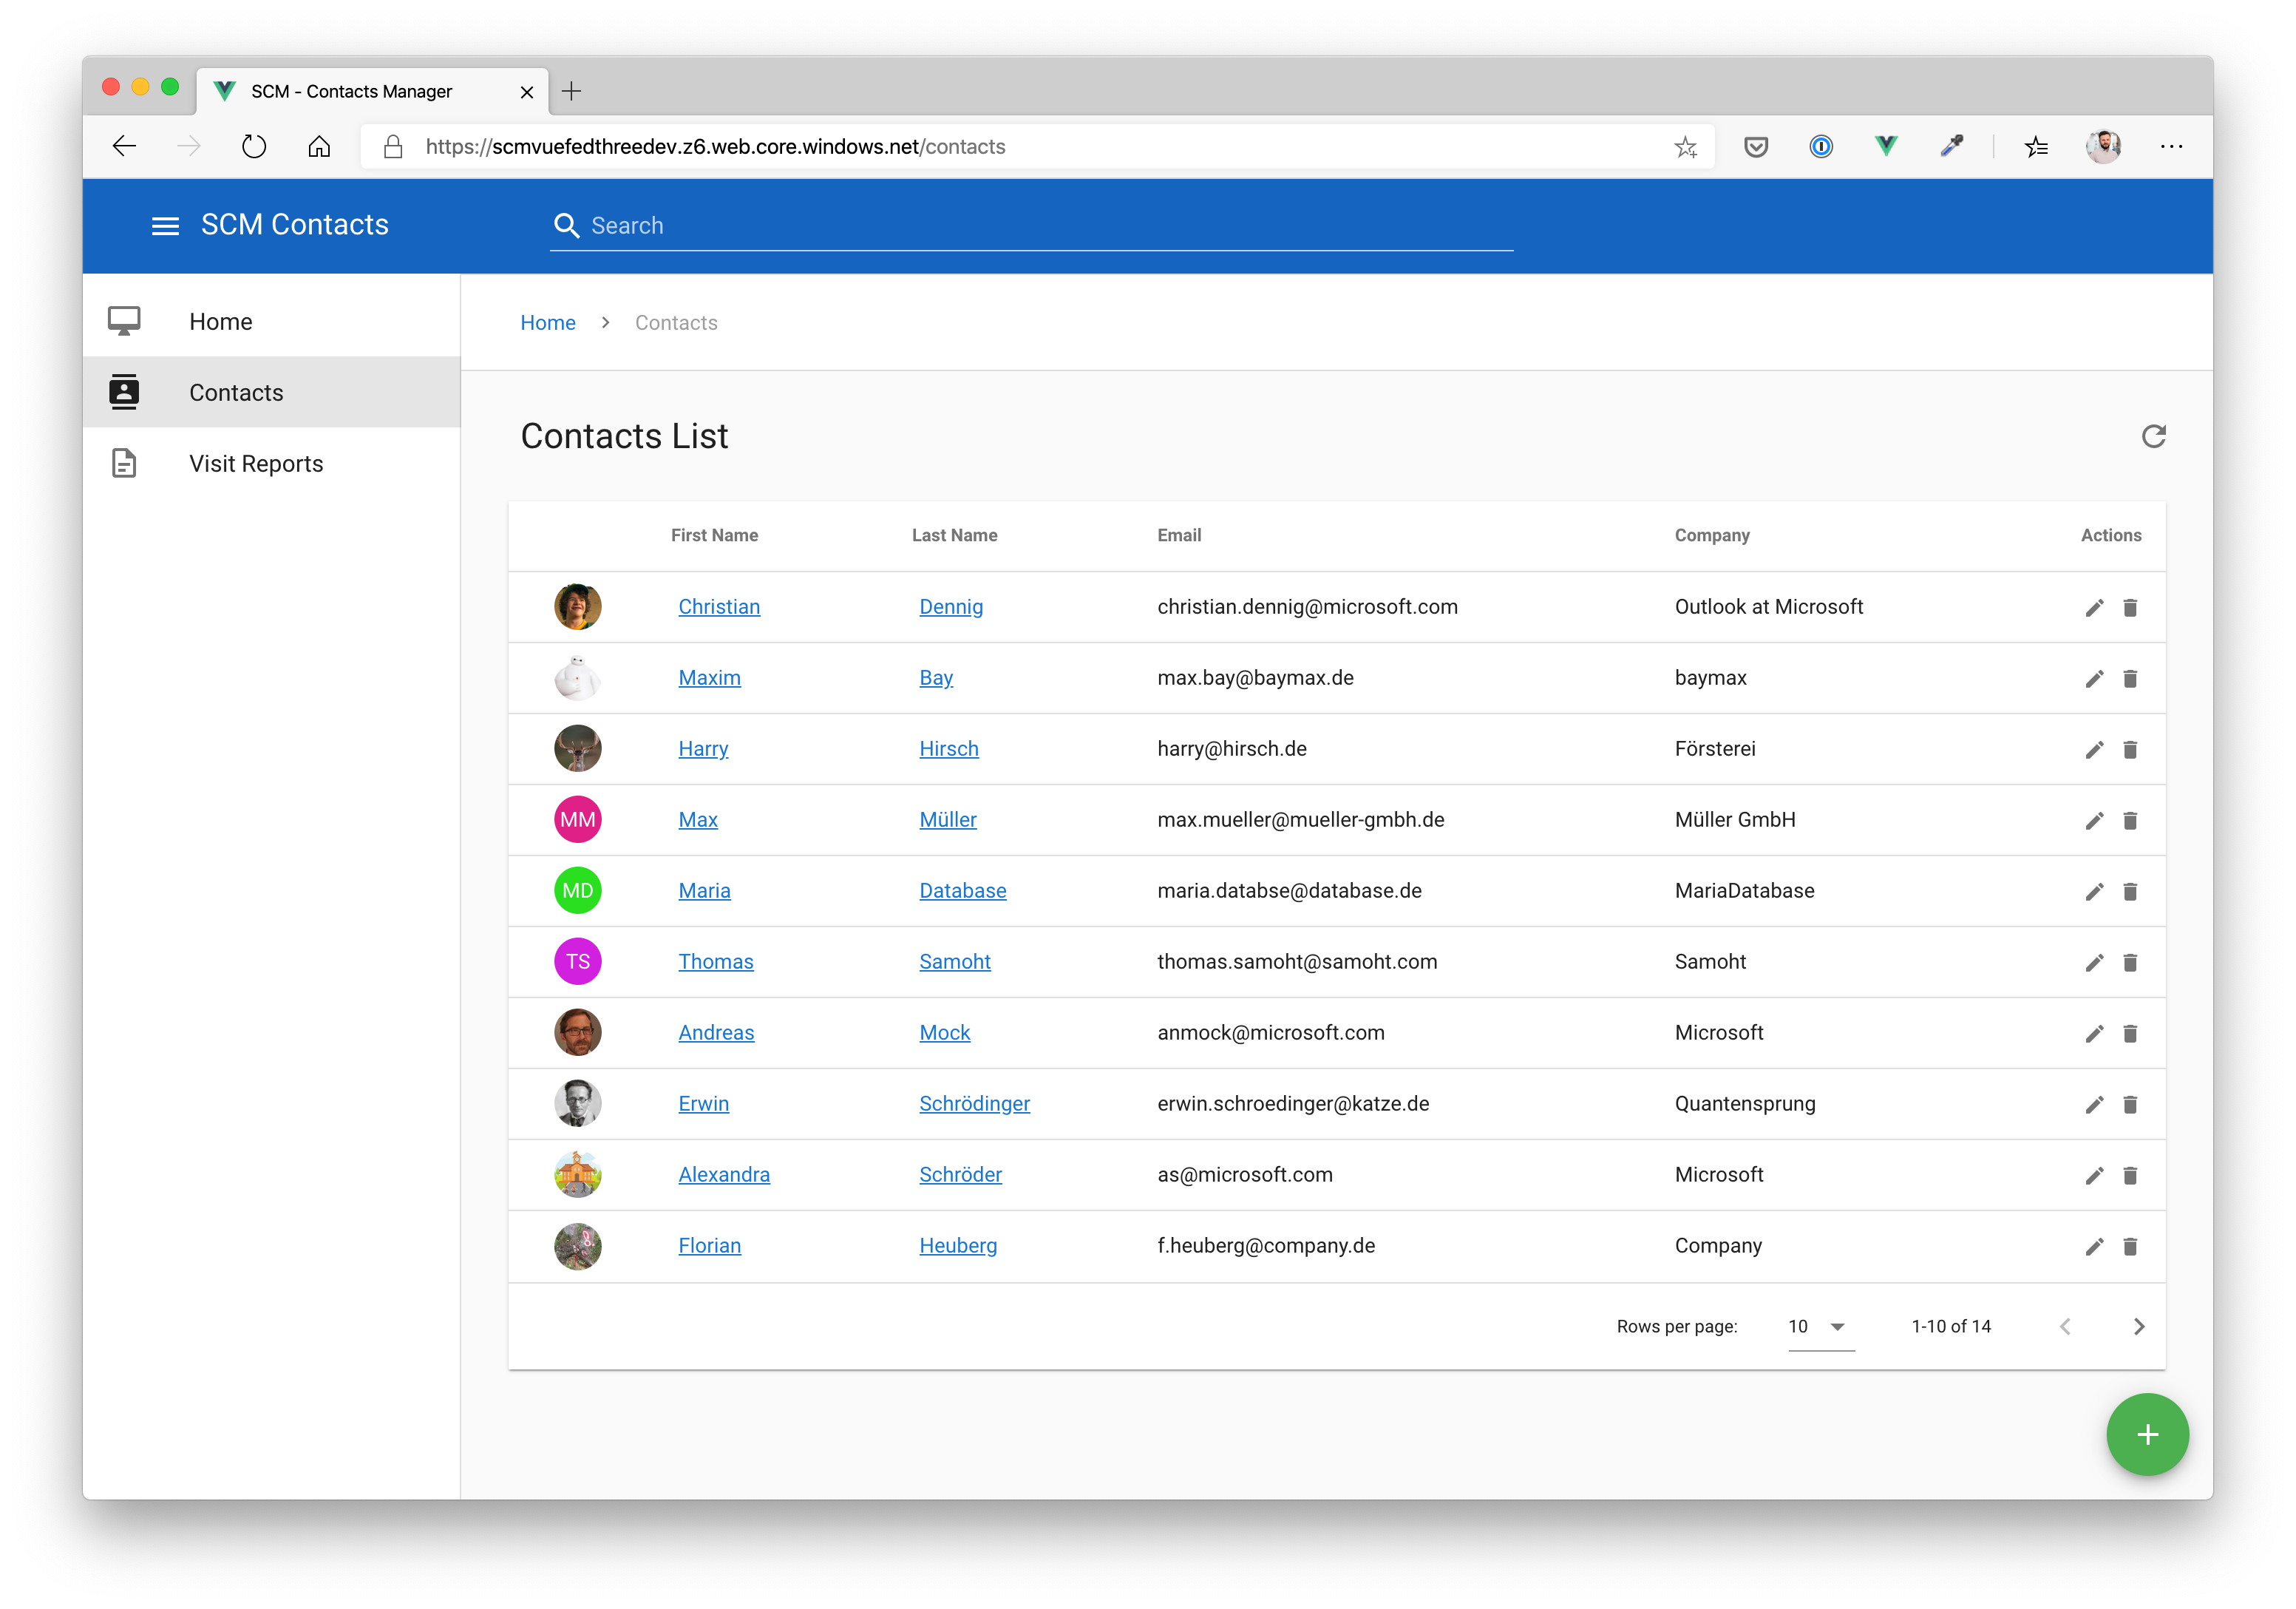 SCM - Contacts Manager
https://scmvuefedthreedev.z6.web.core.windows.net/contacts
SCM Contacts
Search
Home
Contacts
Visit Reports
Home > Contacts
Contacts List
First Name Last Name Email Company Actions
Christian Dennig christian.dennig@microsoft.com Outlook at Microsoft
Maxim Bay max.bay@baymax.de baymax
Harry Hirsch harry@hirsch.de Försterei
MM Max Müller max.mueller@mueller-gmbh.de Müller GmbH
MD Maria Database maria.databse@database.de MariaDatabase
TS Thomas Samoht thomas.samoht@samoht.com Samoht
Andreas Mock anmock@microsoft.com Microsoft
Erwin Schrödinger erwin.schroedinger@katze.de Quantensprung
Alexandra Schröder as@microsoft.com Microsoft
Florian Heuberg f.heuberg@company.de Company
Rows per page: 10 1-10 of 14